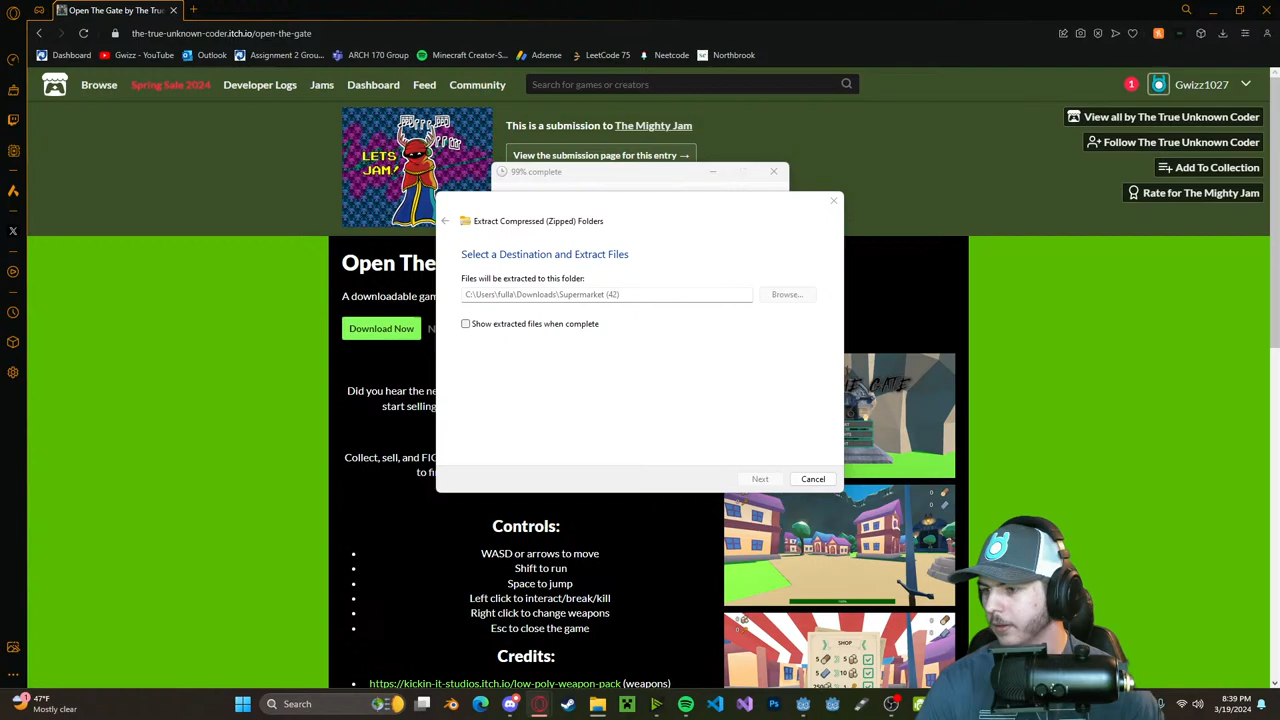 Open The Gate by The True
the-true-unknown-coder.itch.io/open-the-gate
Dashboard
Gwizz - YouTube
Outlook
Assignment 2 Grou...
ARCH 170 Group...
Minecraft Creator-S...
Adsense
LeetCode 75
Neetcode
Northbrook
Browse
Spring Sale 2024
Developer Logs
Jams
Dashboard
Feed
Community
Search for games or creators
1
Gwizz1027
LETS JAM!
This is a submission to The Mighty Jam
View the submission page for this entry →
View all by The True Unknown Coder
Follow The True Unknown Coder
Add To Collection
Rate for The Mighty Jam
99% complete
Extract Compressed (Zipped) Folders
Select a Destination and Extract Files
Files will be extracted to this folder:
C:\Users\fulla\Downloads\Supermarket (42)
Browse...
Show extracted files when complete
Next
Cancel
Open The
A downloadable gam
Download Now
N
Did you hear the ne
start selling
Collect, sell, and FIG
to fi
Controls:
WASD or arrows to move
Shift to run
Space to jump
Left click to interact/break/kill
Right click to change weapons
Esc to close the game
Credits:
https://kickin-it-studios.itch.io/low-poly-weapon-pack (weapons)
GATE
SHOP
5
5
5
10
47°F
Mostly clear
Search
8:39 PM
3/19/2024